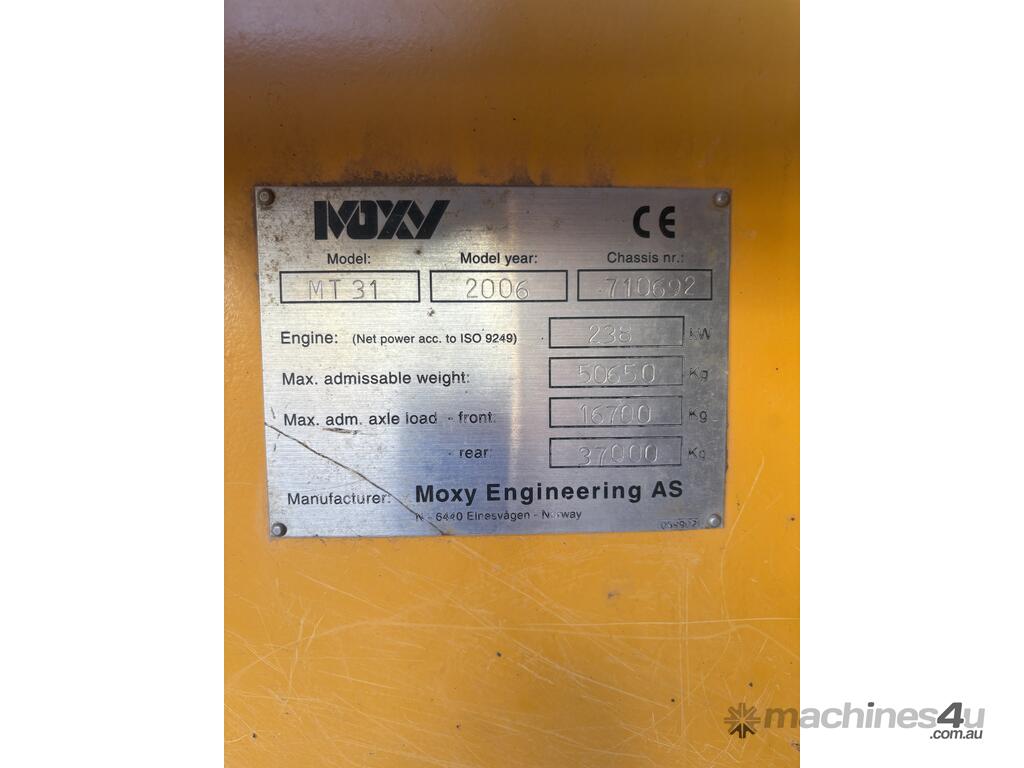 MOXY CE
Model: Model year: Chassis nr.:
MT 31 2006 710692
Engine: (Net power acc. to ISO 9249) 238 kW
Max. admissable weight: 50650 Kg
Max. adm. axle load - front: 16700 Kg
- rear: 37000 Kg
Manufacturer: Moxy Engineering AS
N - 6440 Elnesvågen - Norway
machines4u
.com.au